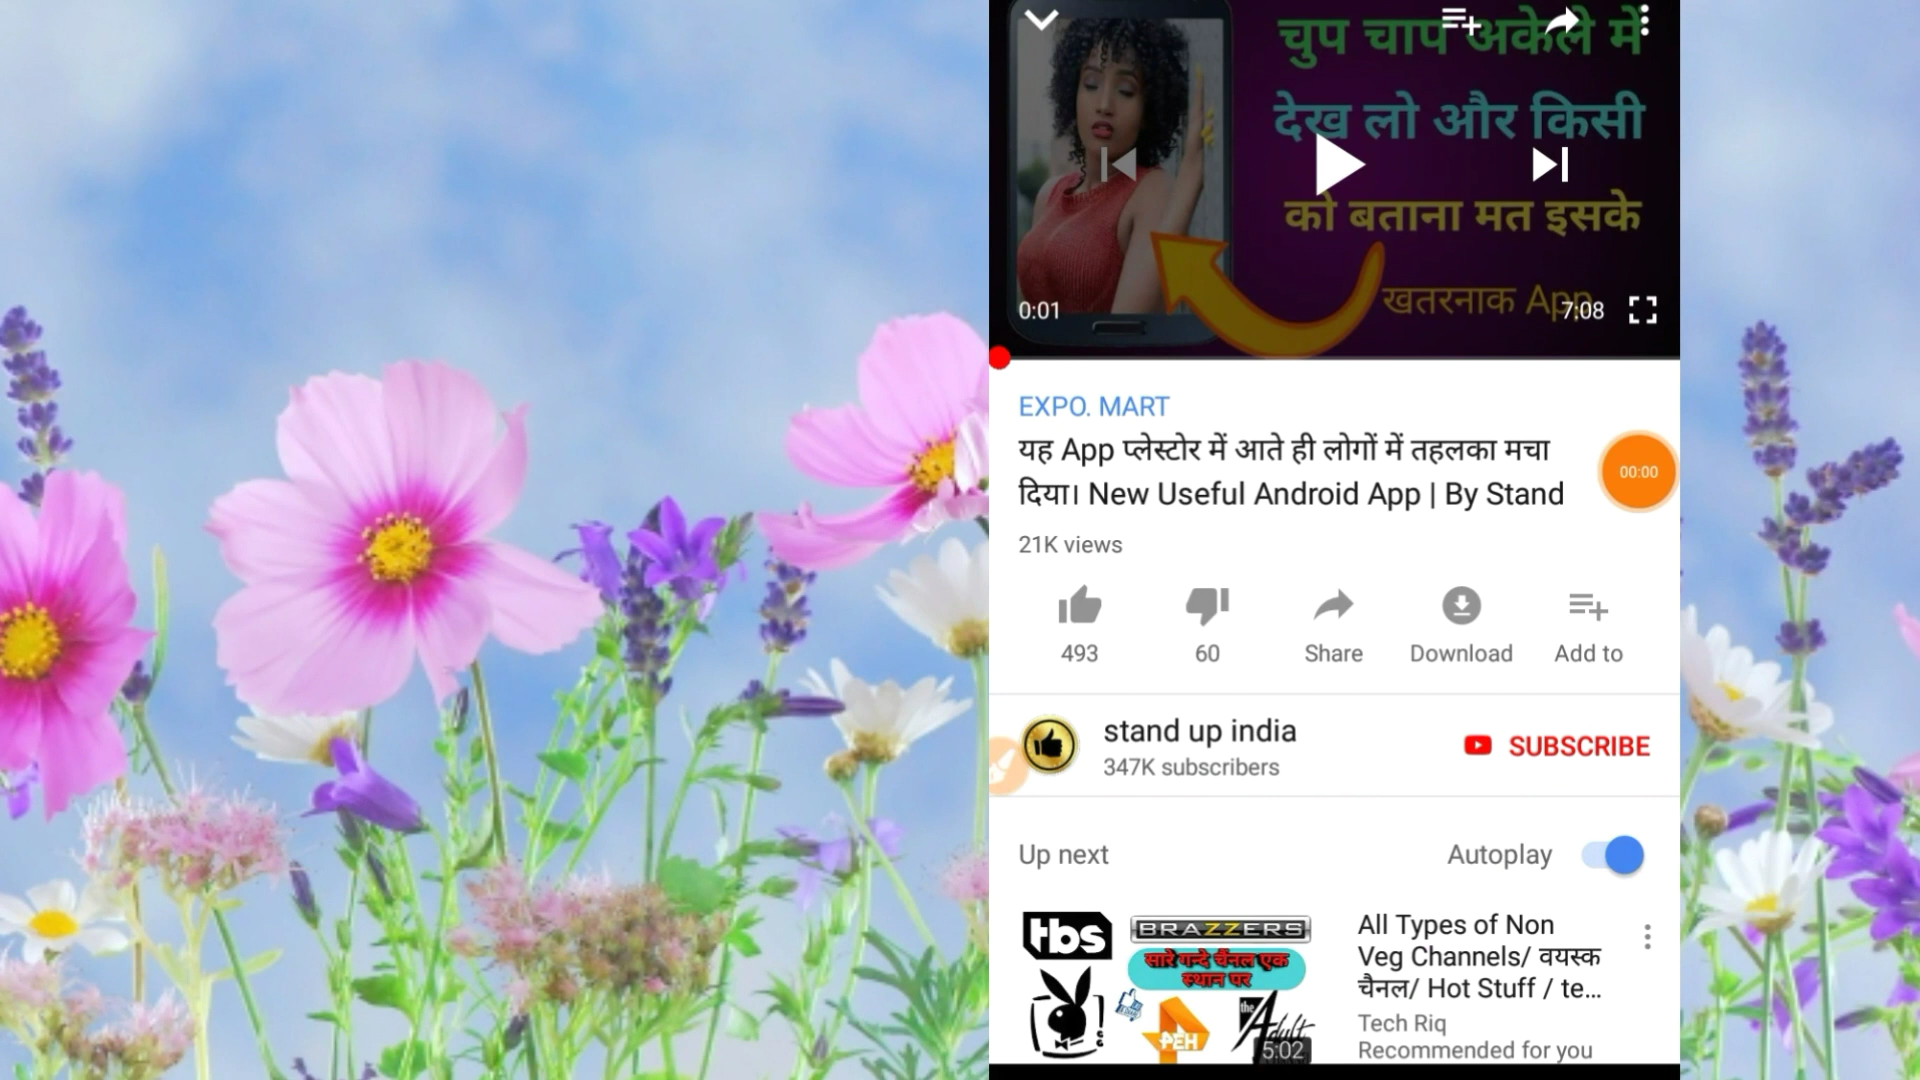 चुप चाप अकेले में
देख लो और किसी
को बताना मत इसके
खतरनाक App
0:01
7:08
EXPO. MART
यह App प्लेस्टोर में आते ही लोगों में तहलका मचा
दिया। New Useful Android App | By Stand
00:00
21K views
493
60
Share
Download
Add to
stand up india
347K subscribers
SUBSCRIBE
Up next
Autoplay
tbs
BRAZZERS
सारे गन्दे चैंनल एक
स्थान पर
РЕН
the Adult
5:02
All Types of Non
Veg Channels/ वयस्क
चैनल/ Hot Stuff / te...
Tech Riq
Recommended for you